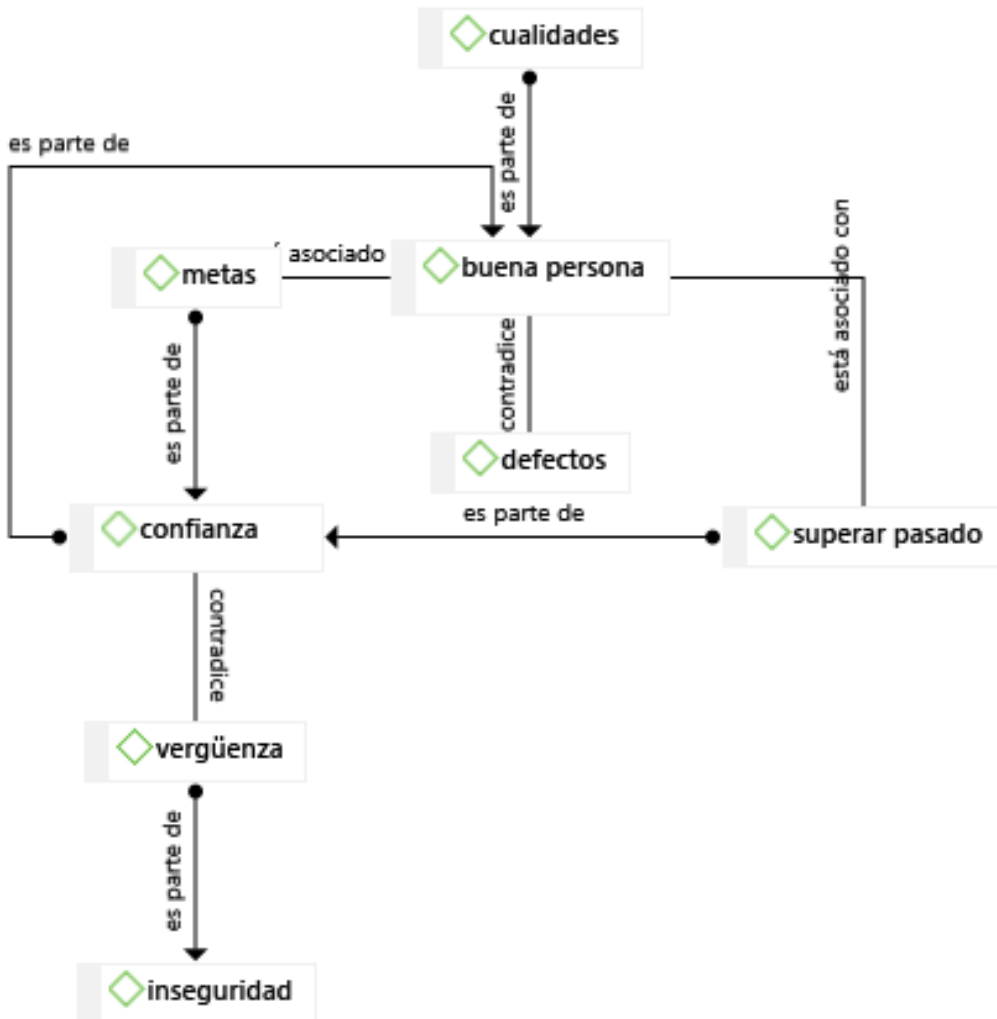 cualidades
es parte de
es parte de
está asociado con
asociado
metas
buena persona
contradice
es parte de
defectos
es parte de
confianza
superar pasado
contradice
vergüenza
es parte de
inseguridad